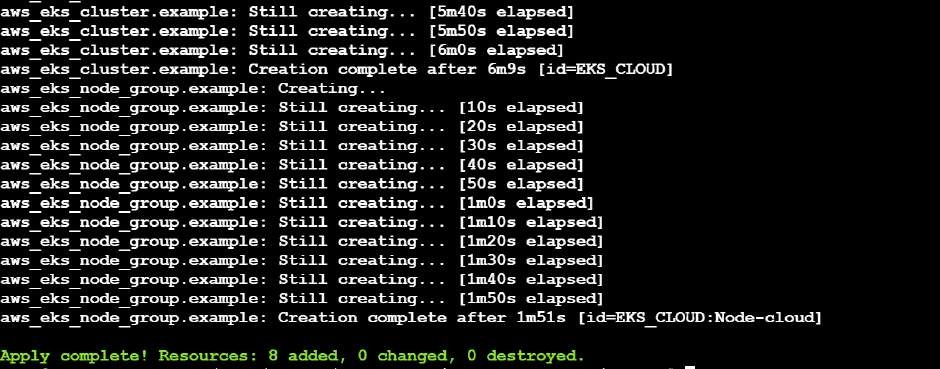 aws_eks_cluster.example: Still creating... [5m40s elapsed]
aws_eks_cluster.example: Still creating... [5m50s elapsed]
aws_eks_cluster.example: Still creating... [6m0s elapsed]
aws_eks_cluster.example: Creation complete after 6m9s [id=EKS_CLOUD]
aws_eks_node_group.example: Creating...
aws_eks_node_group.example: Still creating... [10s elapsed]
aws_eks_node_group.example: Still creating... [20s elapsed]
aws_eks_node_group.example: Still creating... [30s elapsed]
aws_eks_node_group.example: Still creating... [40s elapsed]
aws_eks_node_group.example: Still creating... [50s elapsed]
aws_eks_node_group.example: Still creating... [1m0s elapsed]
aws_eks_node_group.example: Still creating... [1m10s elapsed]
aws_eks_node_group.example: Still creating... [1m20s elapsed]
aws_eks_node_group.example: Still creating... [1m30s elapsed]
aws_eks_node_group.example: Still creating... [1m40s elapsed]
aws_eks_node_group.example: Still creating... [1m50s elapsed]
aws_eks_node_group.example: Creation complete after 1m51s [id=EKS_CLOUD:Node-cloud]
Apply complete! Resources: 8 added, 0 changed, 0 destroyed.